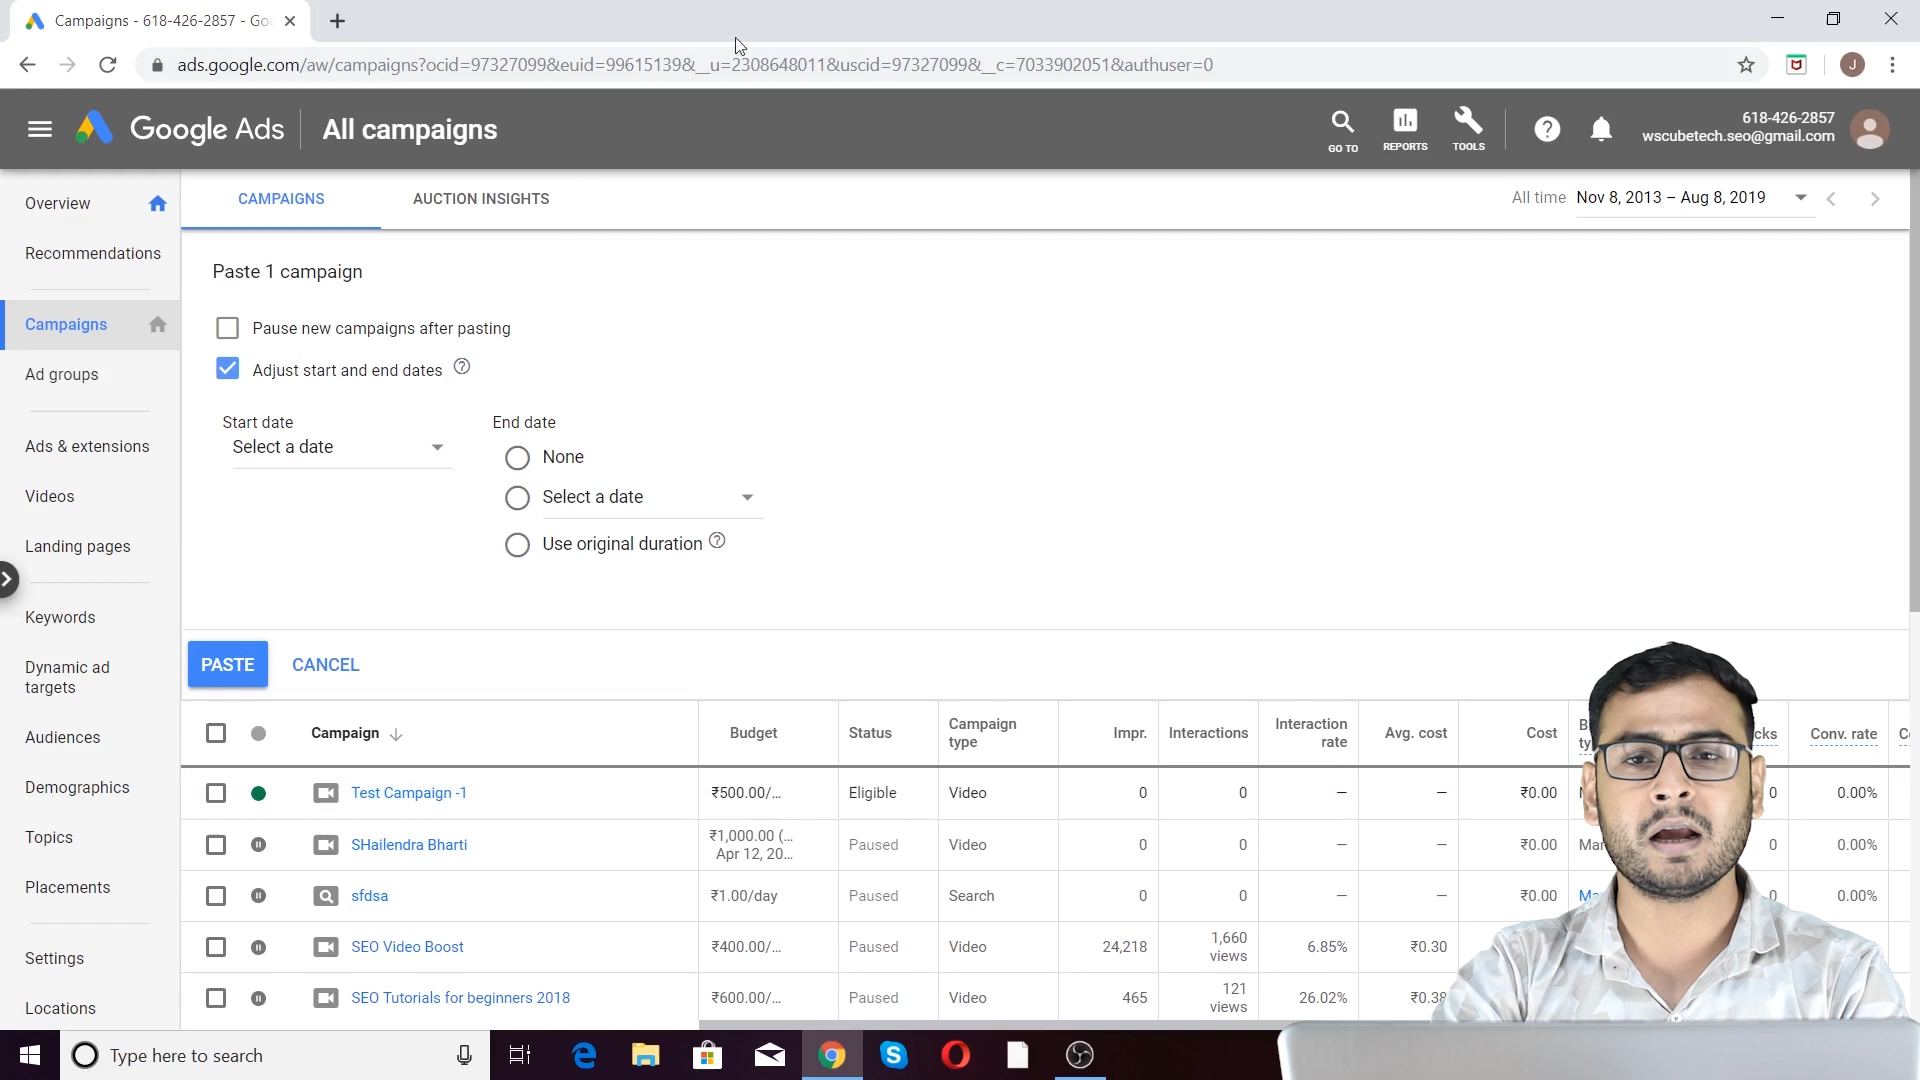 Campaigns - 618-426-2857 - Goo
ads.google.com/aw/campaigns?ocid=97327099&euid=99615139&__u=2308648011&uscid=97327099&__c=7033902051&authuser=0
J
Google Ads
All campaigns
GO TO
REPORTS
TOOLS
618-426-2857
wscubetech.seo@gmail.com
Overview
Recommendations
Campaigns
Ad groups
Ads & extensions
Videos
Landing pages
Keywords
Dynamic ad
targets
Audiences
Demographics
Topics
Placements
Settings
Locations
CAMPAIGNS
AUCTION INSIGHTS
All time Nov 8, 2013 – Aug 8, 2019
Paste 1 campaign
Pause new campaigns after pasting
Adjust start and end dates
Start date
Select a date
End date
None
Select a date
Use original duration
PASTE
CANCEL
Campaign
Budget
Status
Campaign
type
Impr.
Interactions
Interaction
rate
Avg. cost
Cost
Conv. rate
Test Campaign -1
₹500.00/...
Eligible
Video
0
0
—
—
₹0.00
0
0.00%
SHailendra Bharti
₹1,000.00 (...
Apr 12, 20...
Paused
Video
0
0
—
—
₹0.00
0
0.00%
sfdsa
₹1.00/day
Paused
Search
0
0
—
—
₹0.00
0
0.00%
SEO Video Boost
₹400.00/...
Paused
Video
24,218
1,660
views
6.85%
₹0.30
SEO Tutorials for beginners 2018
₹600.00/...
Paused
Video
465
121
views
26.02%
₹0.38
Type here to search